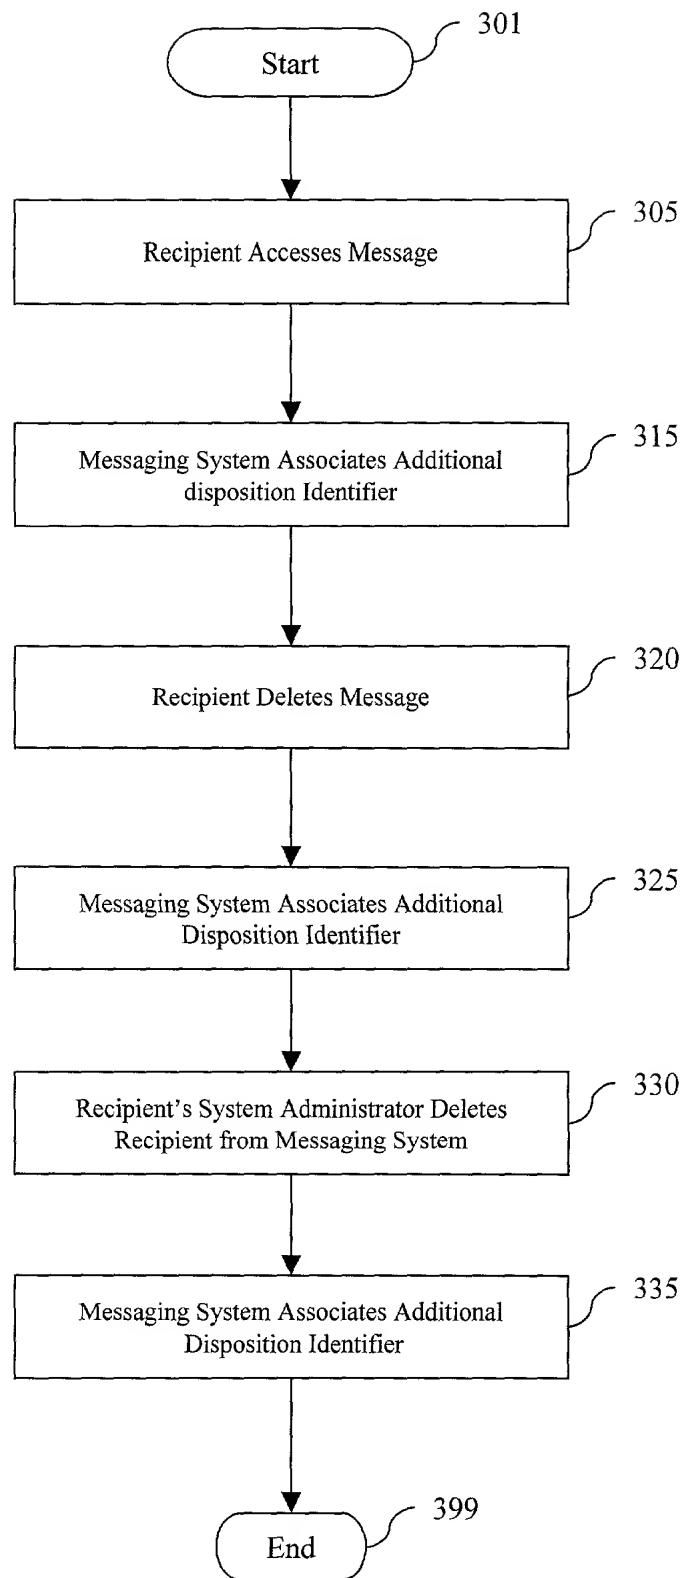 301
Start
305
Recipient Accesses Message
315
Messaging System Associates Additional
disposition Identifier
320
Recipient Deletes Message
325
Messaging System Associates Additional
Disposition Identifier
330
Recipient's System Administrator Deletes
Recipient from Messaging System
335
Messaging System Associates Additional
Disposition Identifier
399
End